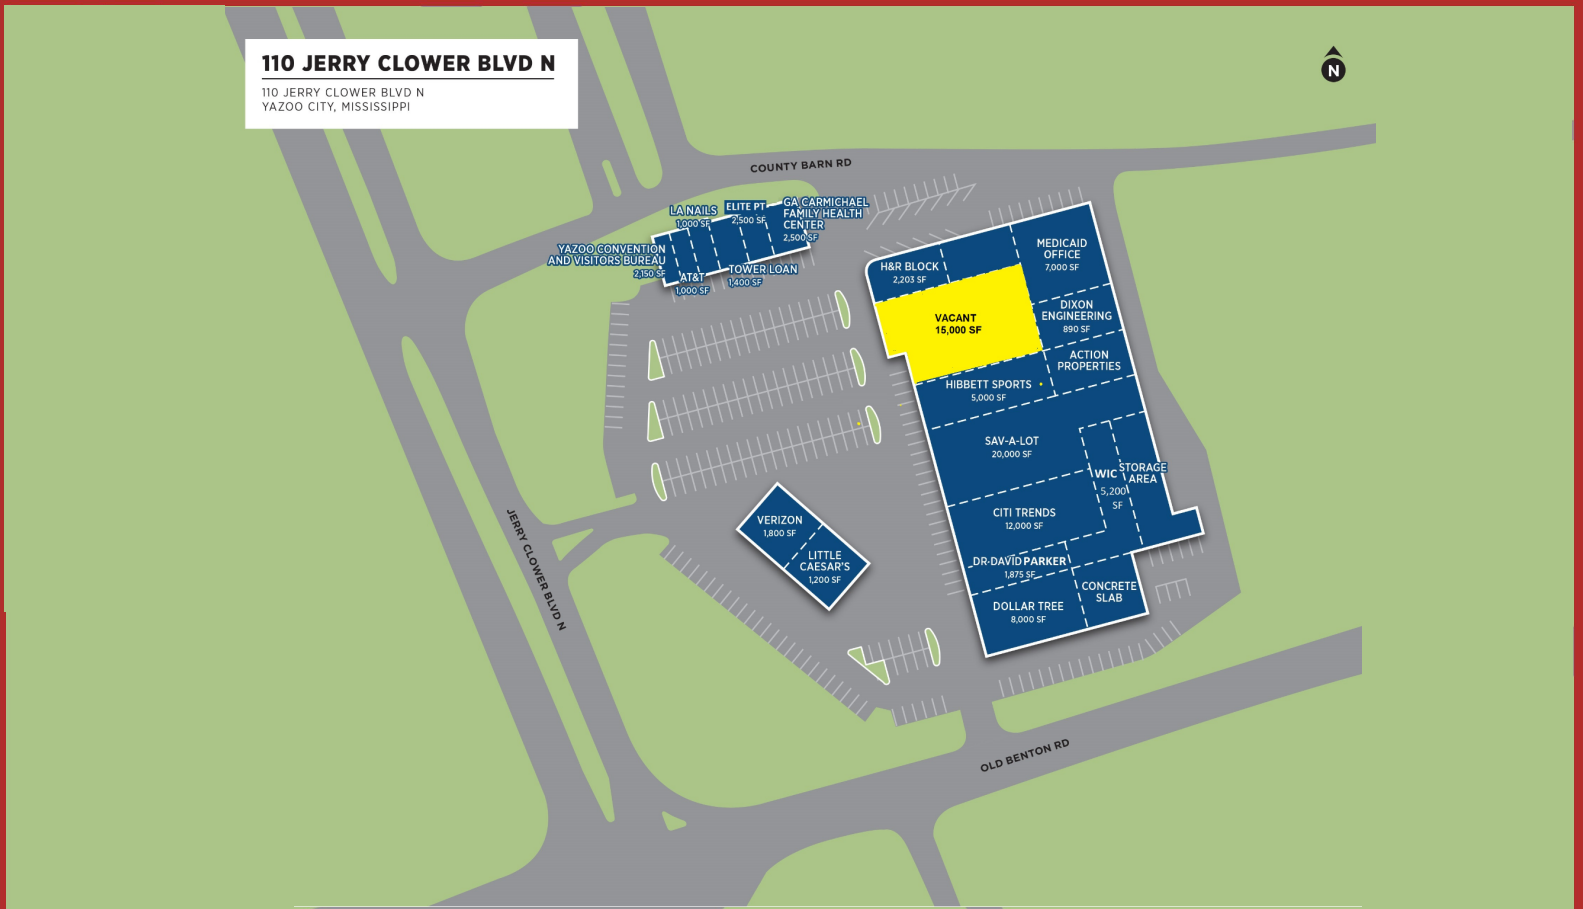 110 JERRY CLOWER BLVD N
110 JERRY CLOWER BLVD N
YAZOO CITY, MISSISSIPPI
N
COUNTY BARN RD
LA NAILS
1,000 SF
ELITE PT
2,500 SF
GA CARMICHAEL
FAMILY HEALTH
CENTER
2,500 SF
YAZOO CONVENTION
AND VISITORS BUREAU
2,150 SF
AT&T
1,000 SF
TOWER LOAN
1,400 SF
H&R BLOCK
2,203 SF
MEDICAID
OFFICE
7,000 SF
VACANT
15,000 SF
DIXON
ENGINEERING
890 SF
ACTION
PROPERTIES
HIBBETT SPORTS
5,000 SF
SAV-A-LOT
20,000 SF
WIC
5,200
SF
STORAGE
AREA
CITI TRENDS
12,000 SF
VERIZON
1,800 SF
LITTLE
CAESAR'S
1,200 SF
DR.DAVID PARKER
1,875 SF
CONCRETE
SLAB
DOLLAR TREE
8,000 SF
JERRY CLOWER BLVD N
OLD BENTON RD